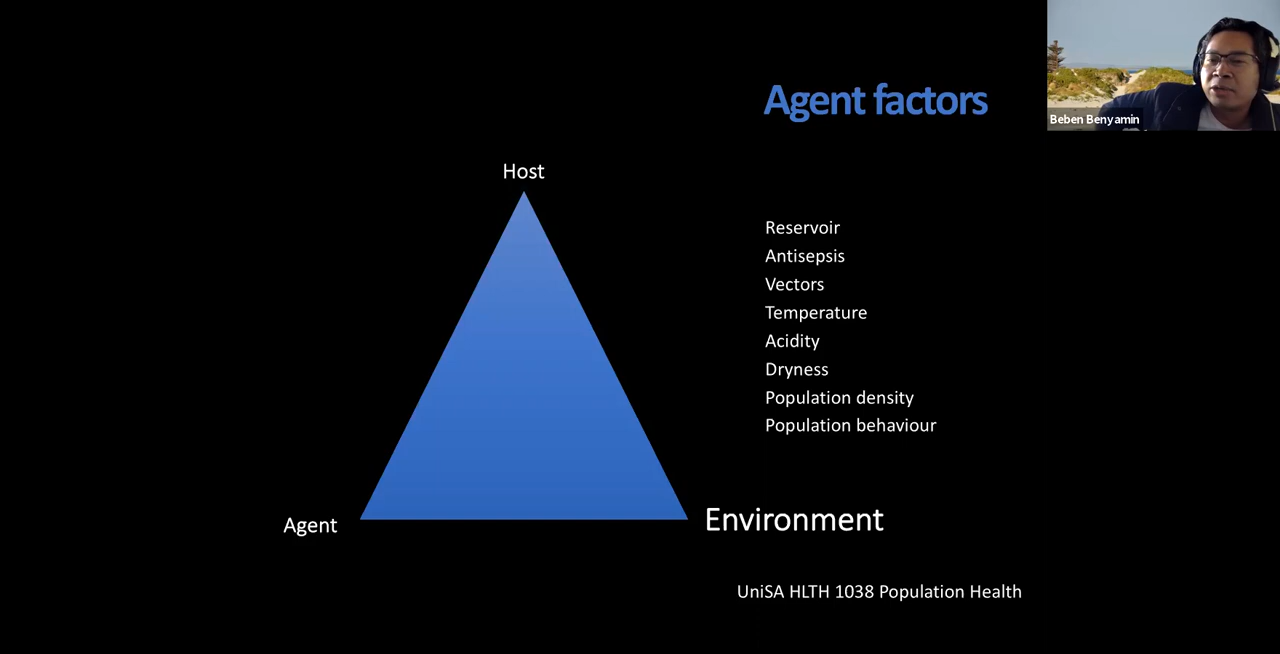 Agent factors
Beben Benyamin
Host
Reservoir
Antisepsis
Vectors
Temperature
Acidity
Dryness
Population density
Population behaviour
Agent
Environment
UniSA HLTH 1038 Population Health